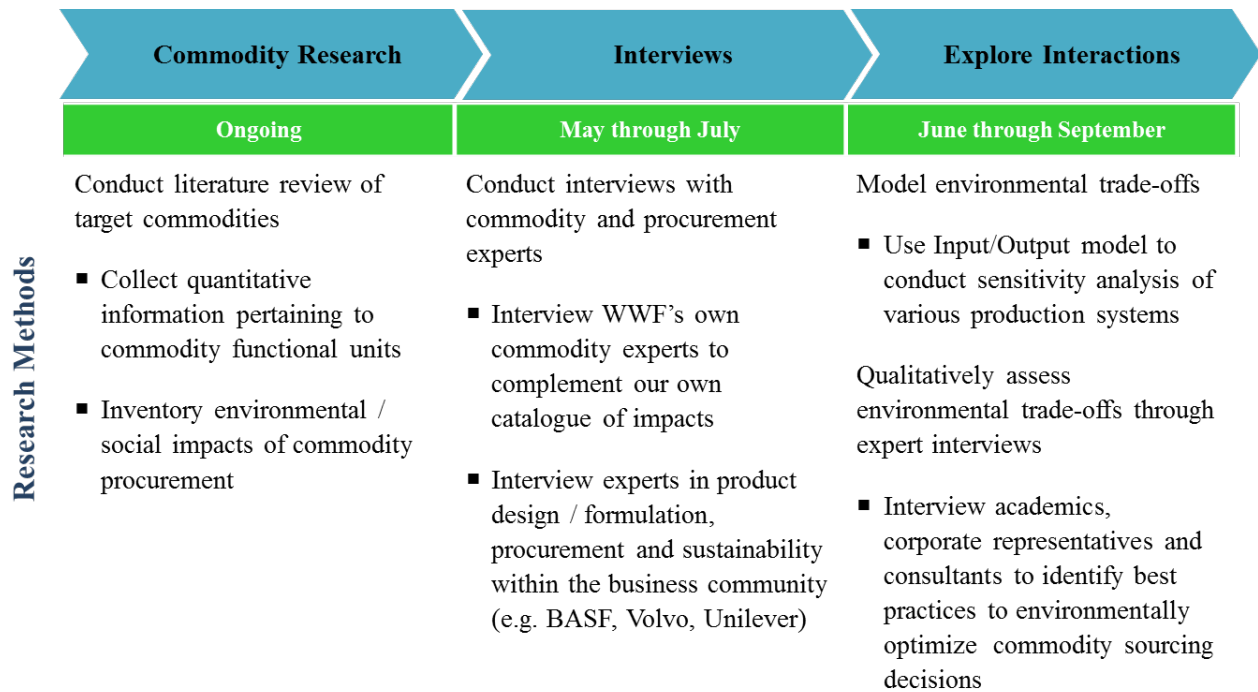 Research Methods
Commodity Research
Interviews
Explore Interactions
Ongoing
May through July
June through September
Conduct literature review of
target commodities
▪ Collect quantitative
information pertaining to
commodity functional units
▪ Inventory environmental /
social impacts of commodity
procurement
Conduct interviews with
commodity and procurement
experts
▪ Interview WWF’s own
commodity experts to
complement our own
catalogue of impacts
▪ Interview experts in product
design / formulation,
procurement and sustainability
within the business community
(e.g. BASF, Volvo, Unilever)
Model environmental trade-offs
▪ Use Input/Output model to
conduct sensitivity analysis of
various production systems
Qualitatively assess
environmental trade-offs through
expert interviews
▪ Interview academics,
corporate representatives and
consultants to identify best
practices to environmentally
optimize commodity sourcing
decisions